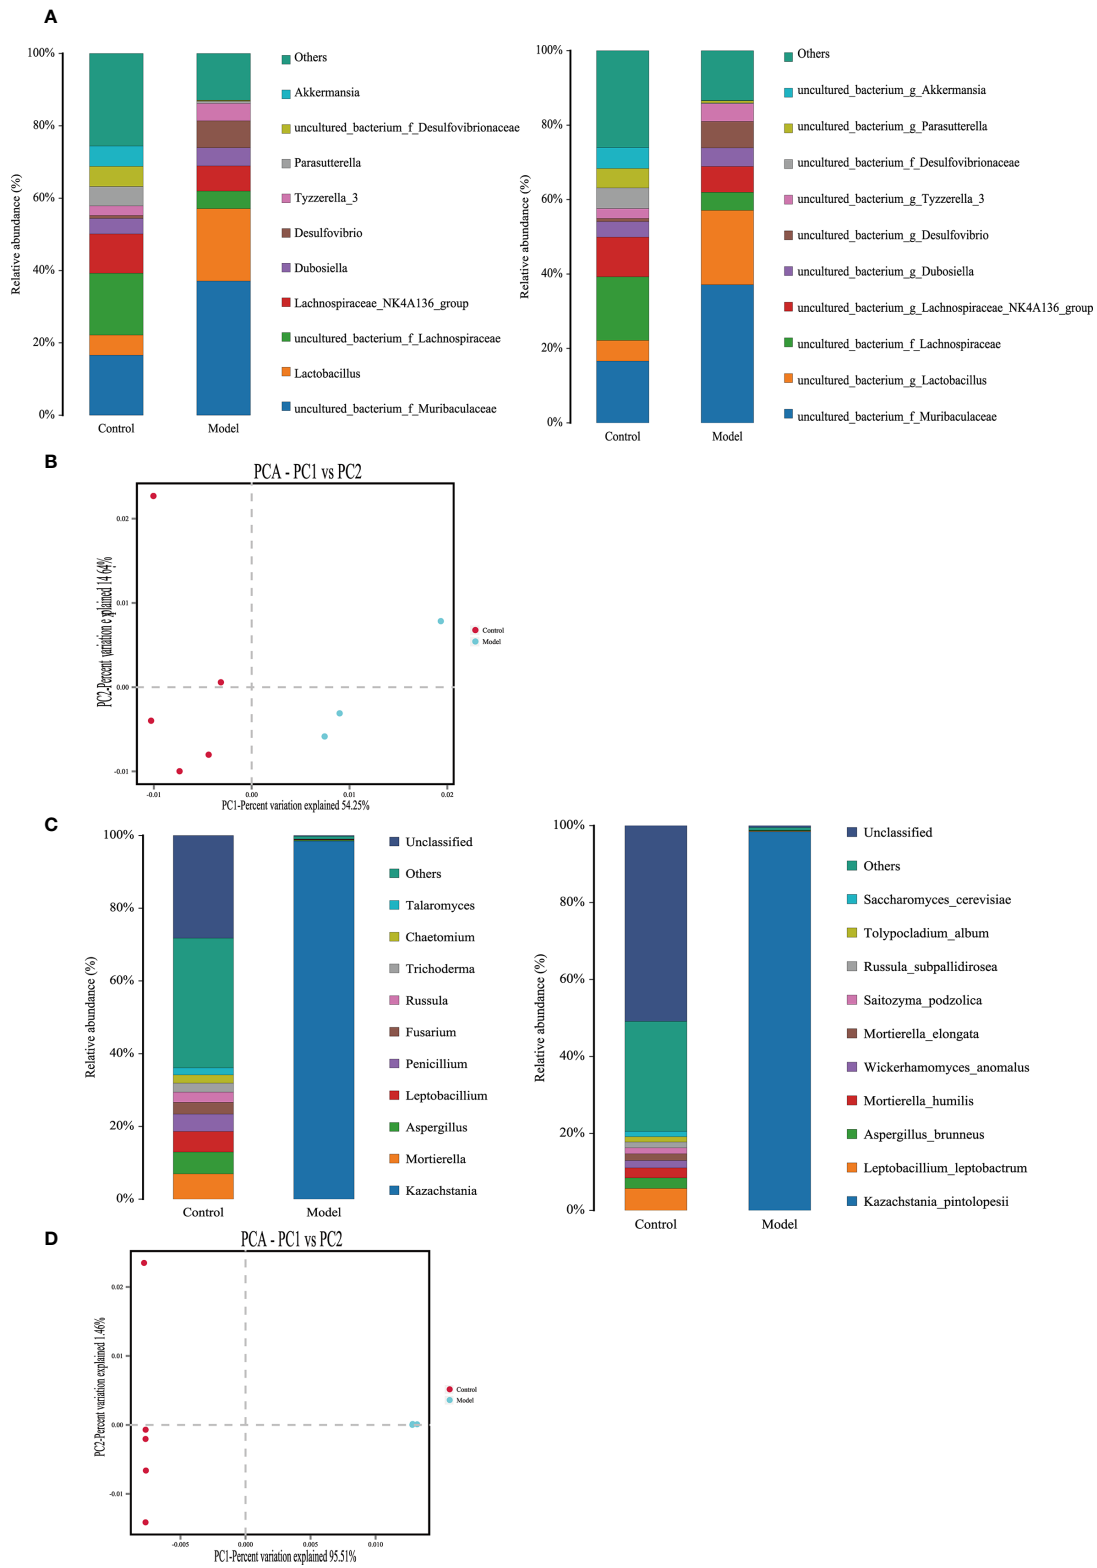 A
100%
80%
60%
40%
20%
0%
Relative abundance (%)
Control
Model
Others
Akkermansia
uncultured_bacterium_f_Desulfovibrionaceae
Parasutterella
Tyzzerella_3
Desulfovibrio
Dubosiella
Lachnospiraceae_NK4A136_group
uncultured_bacterium_f_Lachnospiraceae
Lactobacillus
uncultured_bacterium_f_Muribaculaceae
100%
80%
60%
40%
20%
0%
Relative abundance (%)
Control
Model
Others
uncultured_bacterium_g_Akkermansia
uncultured_bacterium_g_Parasutterella
uncultured_bacterium_f_Desulfovibrionaceae
uncultured_bacterium_g_Tyzzerella_3
uncultured_bacterium_g_Desulfovibrio
uncultured_bacterium_g_Dubosiella
uncultured_bacterium_g_Lachnospiraceae_NK4A136_group
uncultured_bacterium_f_Lachnospiraceae
uncultured_bacterium_g_Lactobacillus
uncultured_bacterium_f_Muribaculaceae
B
PCA - PC1 vs PC2
0.02
0.01
0.00
-0.01
PC2-Percent variation explained 14 64%
-0.01
0.00
0.01
0.02
PC1-Percent variation explained 54.25%
Control
Model
C
100%
80%
60%
40%
20%
0%
Relative abundance (%)
Control
Model
Unclassified
Others
Talaromyces
Chaetomium
Trichoderma
Russula
Fusarium
Penicillium
Leptobacillium
Aspergillus
Mortierella
Kazachstania
100%
80%
60%
40%
20%
0%
Relative abundance (%)
Control
Model
Unclassified
Others
Saccharomyces_cerevisiae
Tolypocladium_album
Russula_subpallidirosea
Saitozyma_podzolica
Mortierella_elongata
Wickerhamomyces_anomalus
Mortierella_humilis
Aspergillus_brunneus
Leptobacillium_leptobactrum
Kazachstania_pintolopesii
D
PCA - PC1 vs PC2
0.02
0.01
0.00
-0.01
PC2-Percent variation explained 1.46%
-0.005
0.000
0.005
0.010
PC1-Percent variation explained 95.51%
Control
Model